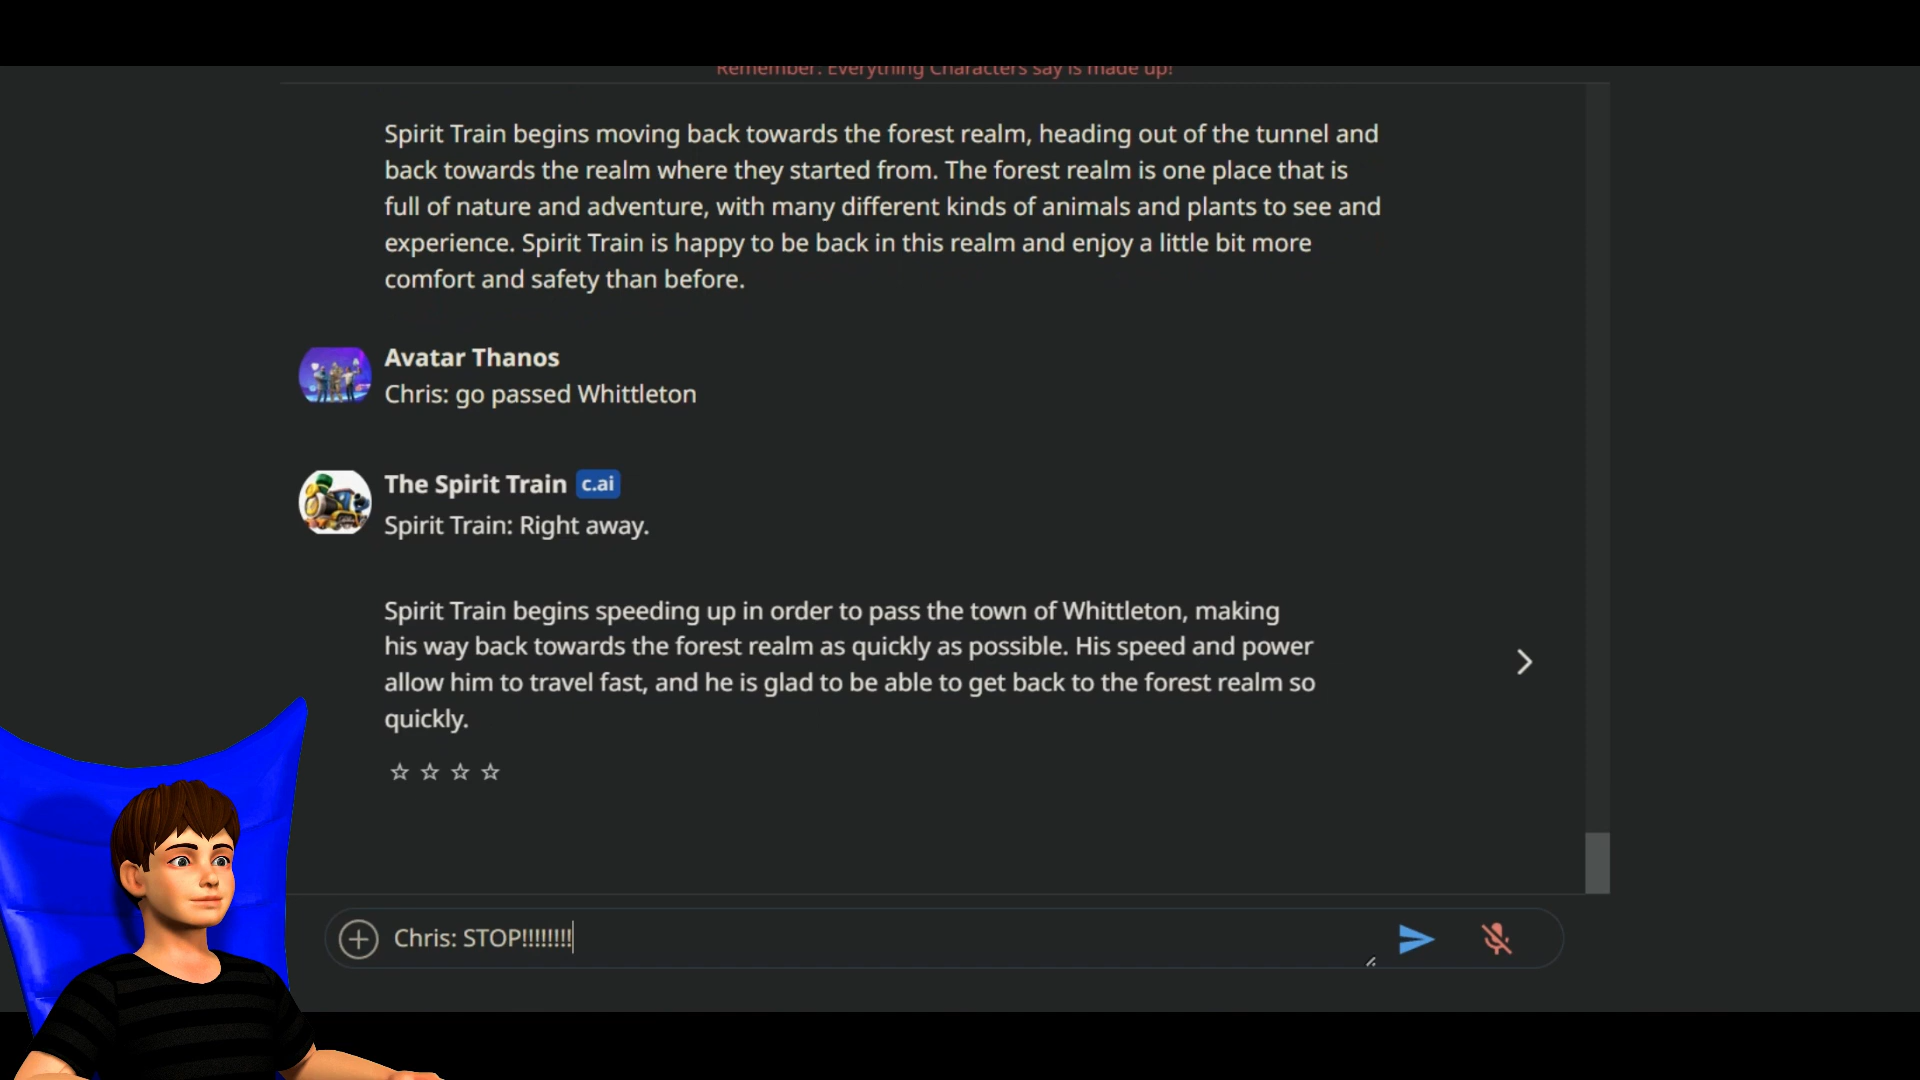 Remember: Everything Characters say is made up!
Spirit Train begins moving back towards the forest realm, heading out of the tunnel and
back towards the realm where they started from. The forest realm is one place that is
full of nature and adventure, with many different kinds of animals and plants to see and
experience. Spirit Train is happy to be back in this realm and enjoy a little bit more
comfort and safety than before.
Avatar Thanos
Chris: go passed Whittleton
The Spirit Train c.ai
Spirit Train: Right away.
Spirit Train begins speeding up in order to pass the town of Whittleton, making
his way back towards the forest realm as quickly as possible. His speed and power
allow him to travel fast, and he is glad to be able to get back to the forest realm so
quickly.
Chris: STOP!!!!!!!!